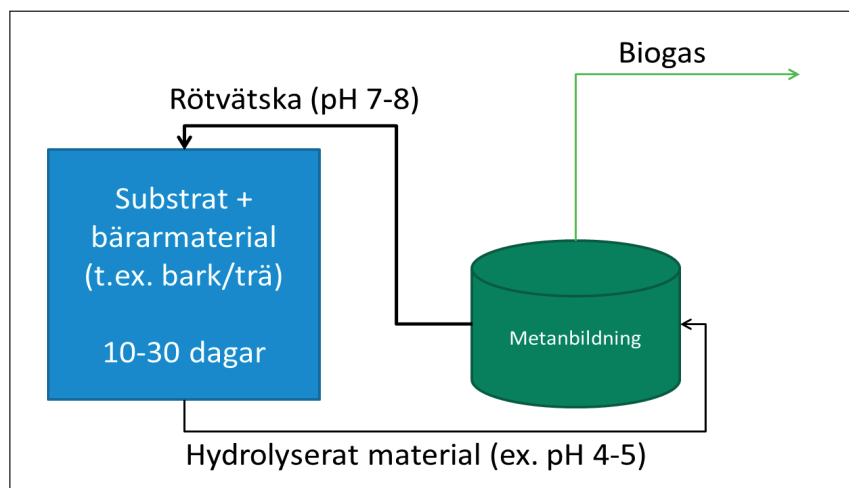 Biogas
Rötvätska (pH 7-8)
Substrat +
bärarmaterial
(t.ex. bark/trä)
10-30 dagar
Metanbildning
Hydrolyserat material (ex. pH 4-5)